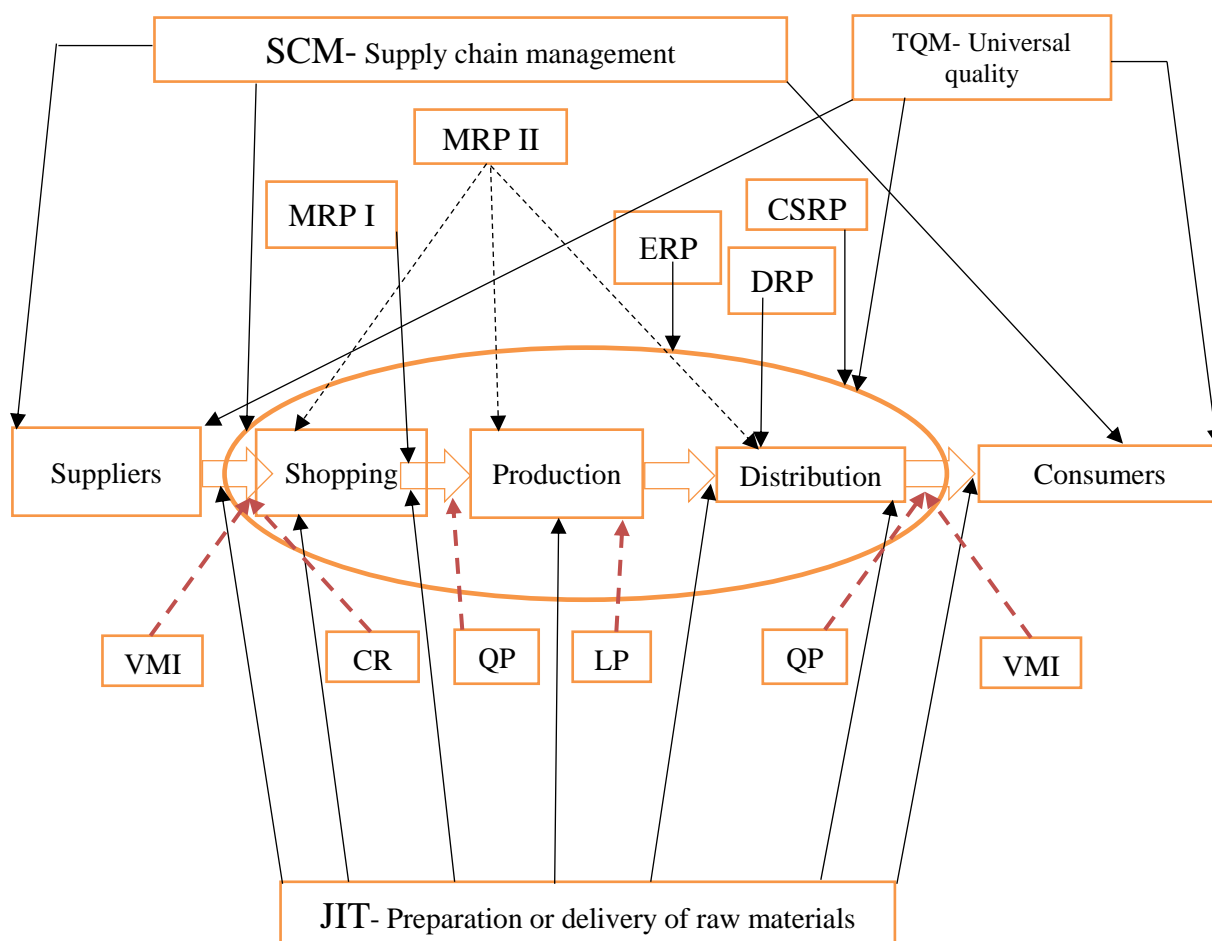 SCM- Supply chain management
TQM- Universal
quality
MRP II
MRP I
CSRP
ERP
DRP
Suppliers
Shopping
Production
Distribution
Consumers
VMI
CR
QP
LP
QP
VMI
JIT- Preparation or delivery of raw materials